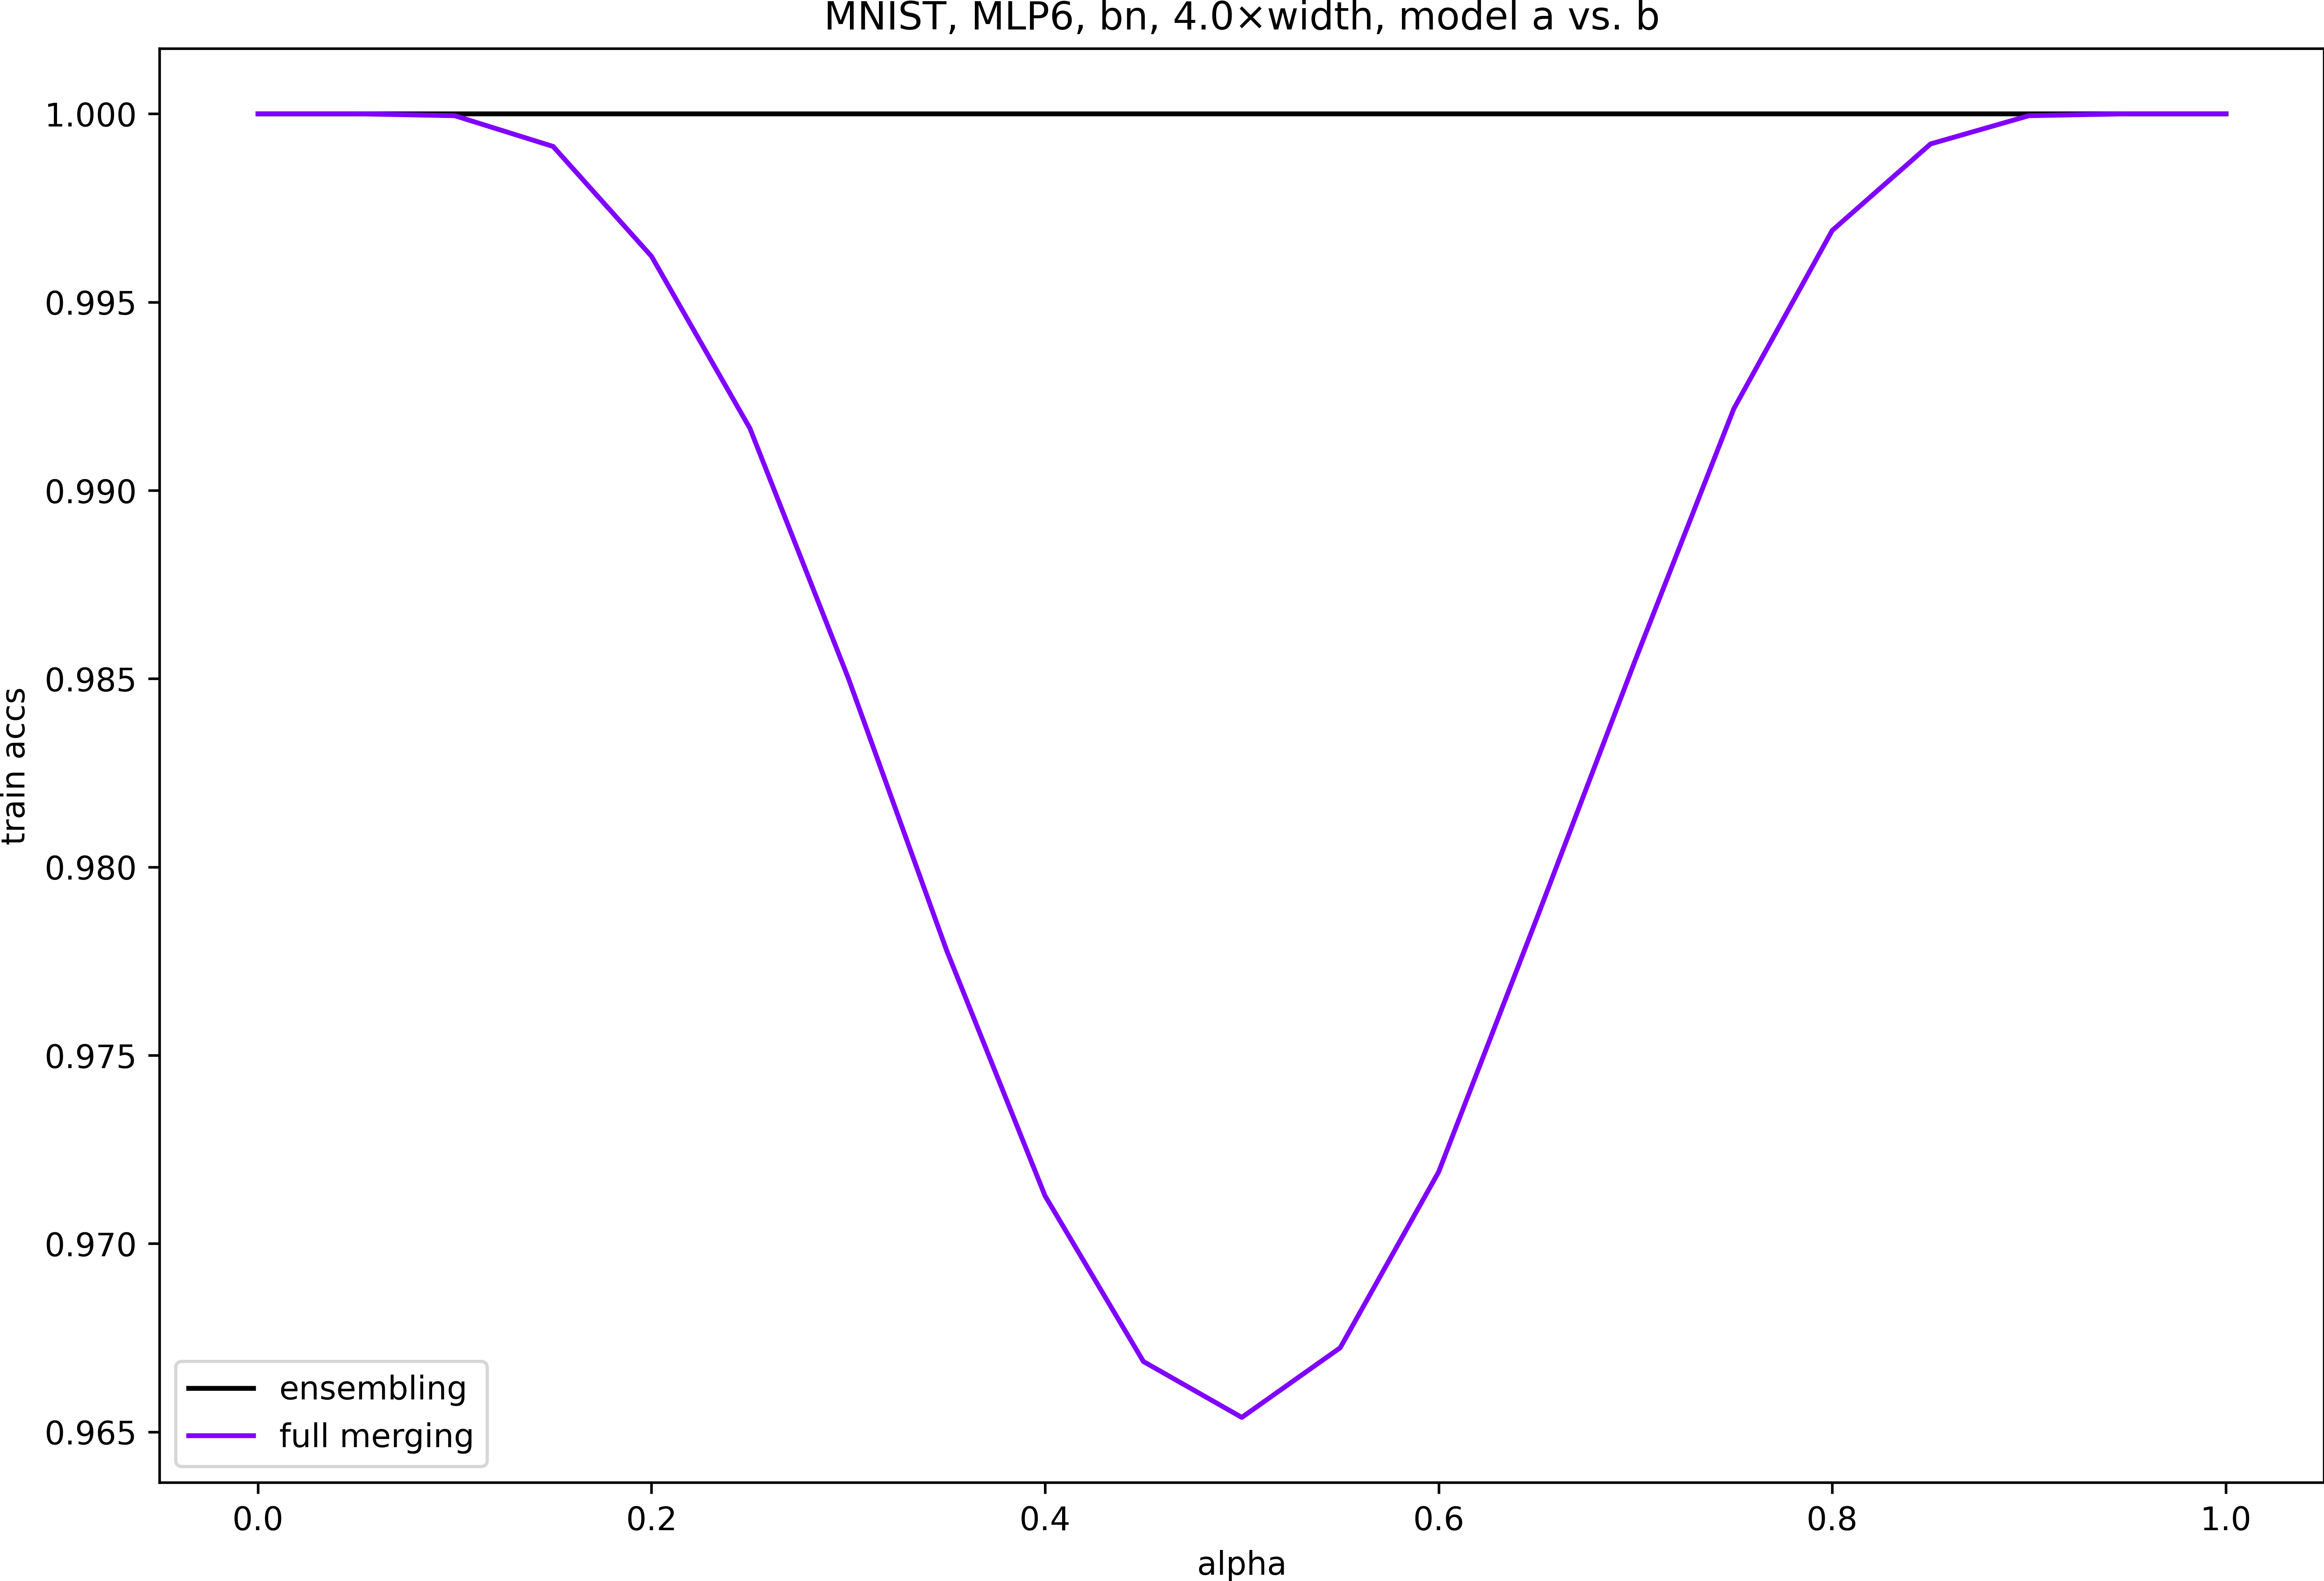 MNIST, MLP6, bn, 4.0×width, model a vs. b
1.000
0.995
0.990
0.985
0.980
0.975
0.970
0.965
train accs
ensembling
full merging
0.0 0.2 0.4 0.6 0.8 1.0
alpha